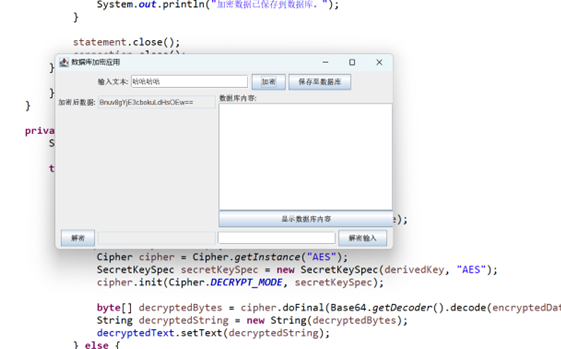 System.out.println("加密数据已保存到数据库。");
}
statement.close();
数据库加密应用
}
输入文本: 哈哈哈哈 加密 保存至数据库
}
}
加密后数据: 数据库内容:
priva
S
t
显示数据库内容 );
解密 解密输入
Cipher cipher = Cipher.getInstance("AES");
SecretKeySpec secretKeySpec = new SecretKeySpec(derivedKey, "AES");
cipher.init(Cipher.DECRYPT_MODE, secretKeySpec);
byte[] decryptedBytes = cipher.doFinal(Base64.getDecoder().decode(encryptedDat
String decryptedString = new String(decryptedBytes);
decryptedText.setText(decryptedString);
} else {